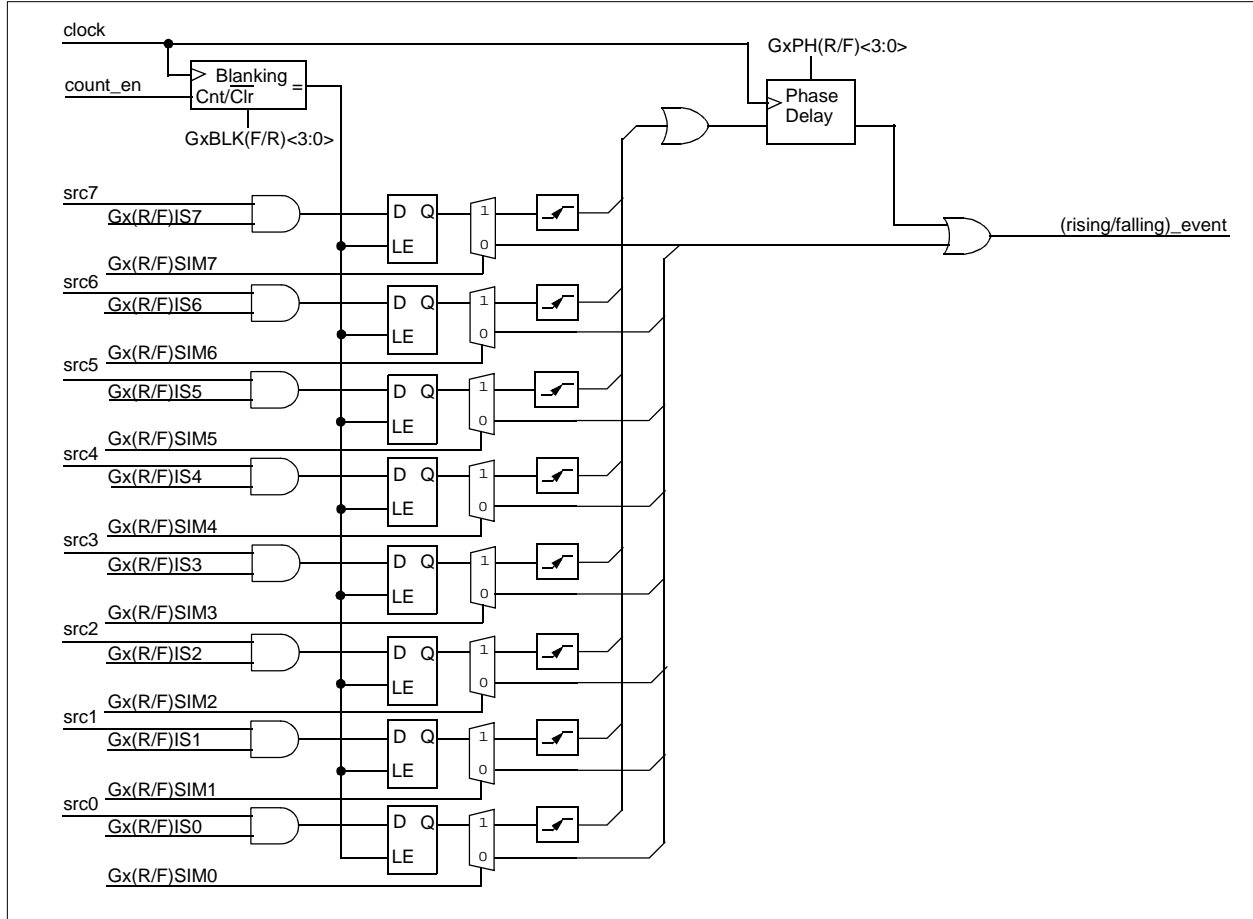 clock
GxPH(R/F)<3:0>
Blanking
=
count_en
Cnt/Clr
Phase
Delay
GxBLK(F/R)<3:0>
src7
Gx(R/F)IS7
D Q
1
LE
0
(rising/falling)_event
Gx(R/F)SIM7
src6
Gx(R/F)IS6
D Q
1
LE
0
Gx(R/F)SIM6
src5
Gx(R/F)IS5
D Q
1
LE
0
Gx(R/F)SIM5
src4
Gx(R/F)IS4
D Q
1
LE
0
Gx(R/F)SIM4
src3
Gx(R/F)IS3
D Q
1
LE
0
Gx(R/F)SIM3
src2
Gx(R/F)IS2
D Q
1
LE
0
Gx(R/F)SIM2
src1
Gx(R/F)IS1
D Q
1
LE
0
Gx(R/F)SIM1
src0
Gx(R/F)IS0
D Q
1
LE
0
Gx(R/F)SIM0